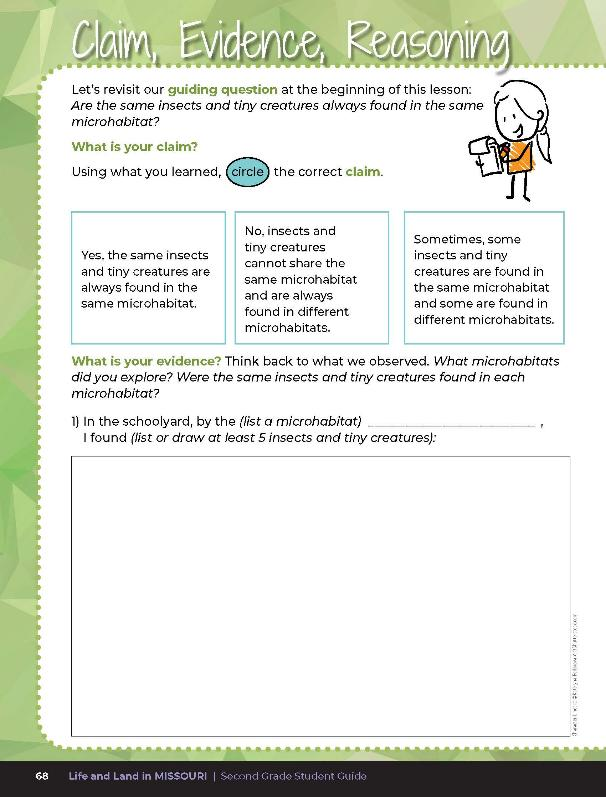 Claim, Evidence, Reasoning
Let's revisit our guiding question at the beginning of this lesson:
Are the same insects and tiny creatures always found in the same
microhabitat?
What is your claim?
Using what you learned, circle the correct claim.
Yes, the same insects
and tiny creatures are
always found in the
same microhabitat.
No, insects and
tiny creatures
cannot share the
same microhabitat
and are always
found in different
microhabitats.
Sometimes, some
insects and tiny
creatures are found in
the same microhabitat
and some are found in
different microhabitats.
What is your evidence? Think back to what we observed. What microhabitats
did you explore? Were the same insects and tiny creatures found in each
microhabitat?
1) In the schoolyard, by the (list a microhabitat) ,
I found (list or draw at least 5 insects and tiny creatures):
68 Life and Land in MISSOURI | Second Grade Student Guide